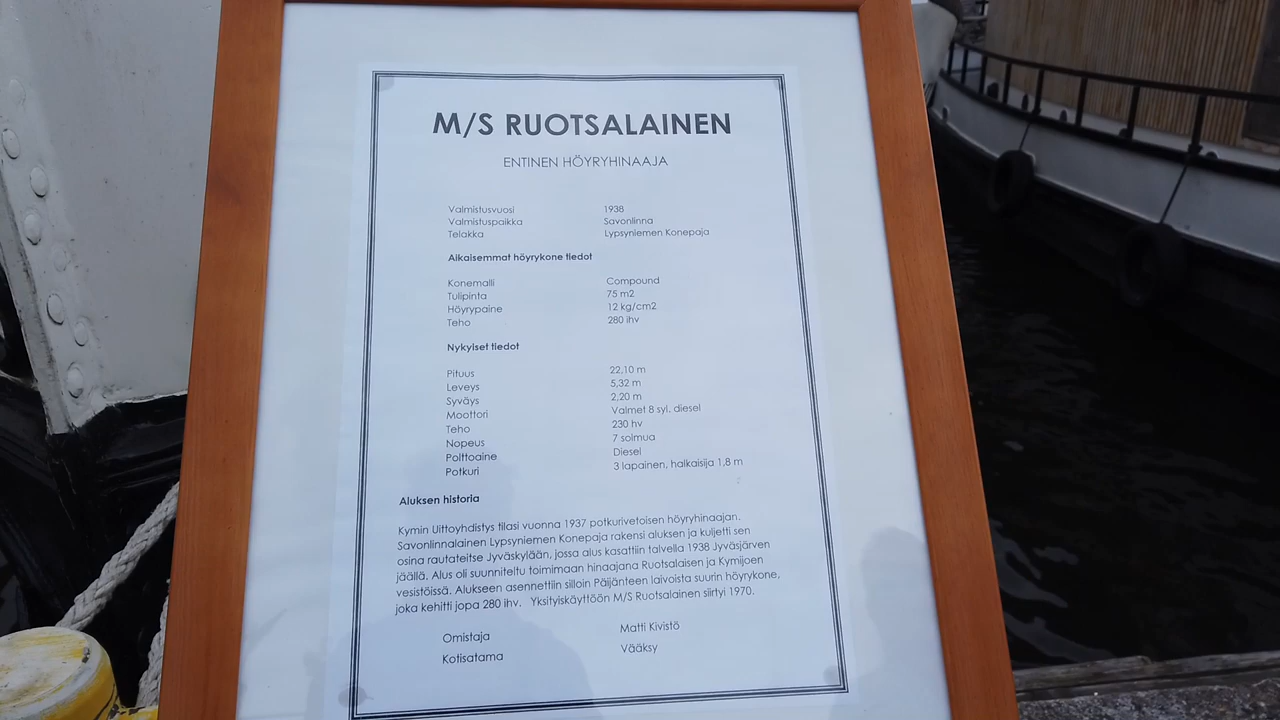 M/S RUOTSALAINEN
ENTINEN HÖYRYHINAAJA
Valmistusvuosi 1938
Valmistuspaikka Savonlinna
Telakka Lypsyniemen Konepaja
Aikaisemmat höyrykone tiedot
Konemalli Compound
Tulipinta 75 m2
Höyrypaine 12 kg/cm2
Teho 280 ihv
Nykyiset tiedot
Pituus 22,10 m
Leveys 5,32 m
Syväys 2,20 m
Moottori Valmet 8 syl. diesel
Teho 230 hv
Nopeus 7 solmua
Polttoaine Diesel
Potkuri 3 lapainen, halkaisija 1,8 m
Aluksen historia
Kymin Uittoyhdistys tilasi vuonna 1937 potkurivetoisen höyryhinaajan.
Savonlinnalainen Lypsyniemen Konepaja rakensi aluksen ja kuljetti sen
osina rautateitse Jyväskylään, jossa alus kasattiin talvella 1938 Jyväsjärven
jäällä. Alus oli suunniteltu toimimaan hinaajana Ruotsalaisen ja Kymijoen
vesistöissä. Alukseen asennettiin silloin Päijänteen laivoista suurin höyrykone,
joka kehitti jopa 280 ihv. Yksityiskäyttöön M/S Ruotsalainen siirtyi 1970.
Omistaja Matti Kivistö
Kotisatama Vääksy